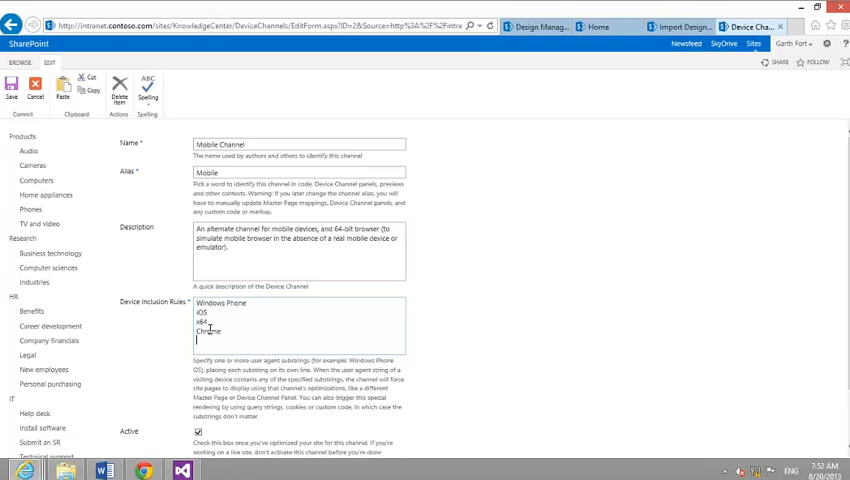 http://intranet.contoso.com/sites/KnowledgeCenter/DeviceChannels/EditForm.aspx?ID=2&Source=http%3A%2F%2Fintra
Design Manag...
Home
Import Design...
Device Cha...
SharePoint
Newsfeed
SkyDrive
Sites
Garth Fort
BROWSE
EDIT
SHARE
FOLLOW
Save
Cancel
Paste
Cut
Copy
Delete
Item
ABC
Spelling
Commit
Clipboard
Actions
Spelling
Products
Audio
Cameras
Computers
Home appliances
Phones
TV and video
Research
Business technology
Computer sciences
Industries
HR
Benefits
Career development
Company financials
Legal
New employees
Personal purchasing
IT
Help desk
Install software
Submit an SR
Technical support
Name *
Mobile Channel
The name used by authors and others to identify this channel
Alias *
Mobile
Pick a word to identify this channel in code, Device Channel panels, previews
and other contexts. Warning: If you later change the channel alias, you will
have to manually update Master Page mappings, Device Channel panels, and
any custom code or markup.
Description
An alternate channel for mobile devices, and 64-bit browser (to
simulate mobile browser in the absence of a real mobile device or
emulator).
A quick description of the Device Channel
Device Inclusion Rules *
Windows Phone
iOS
x64
Chrome
Specify one or more user agent substrings (for example: Windows Phone
OS), placing each substring on its own line. When the user agent string of a
visiting device contains any of the specified substrings, the channel will force
site pages to display using that channel's optimizations, like a different
Master Page or Device Channel Panel. You can also trigger this special
rendering by using query strings, cookies or custom code, in which case the
substrings don't matter.
Active
Check this box once you've optimized your site for this channel. If you're
working on a live site, don't activate this channel before you're done
ENG
7:52 AM
8/20/2013